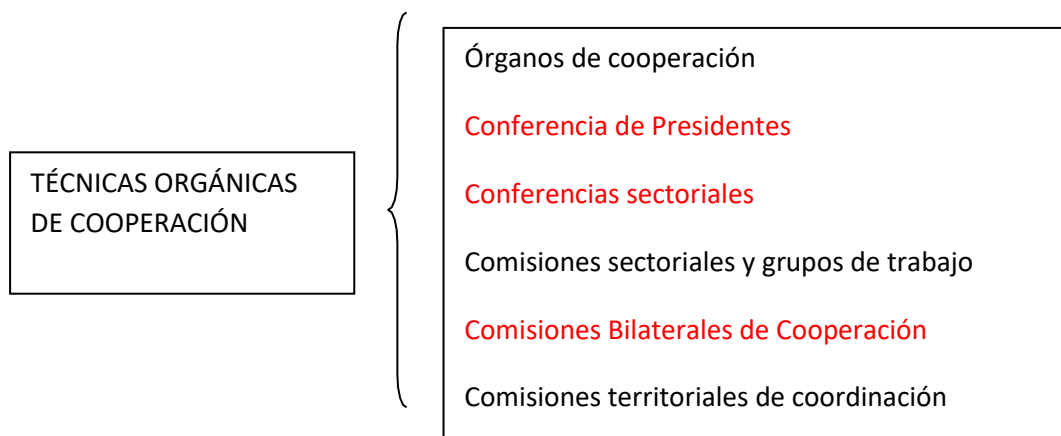 TÉCNICAS ORGÁNICAS
DE COOPERACIÓN
Órganos de cooperación
Conferencia de Presidentes
Conferencias sectoriales
Comisiones sectoriales y grupos de trabajo
Comisiones Bilaterales de Cooperación
Comisiones territoriales de coordinación